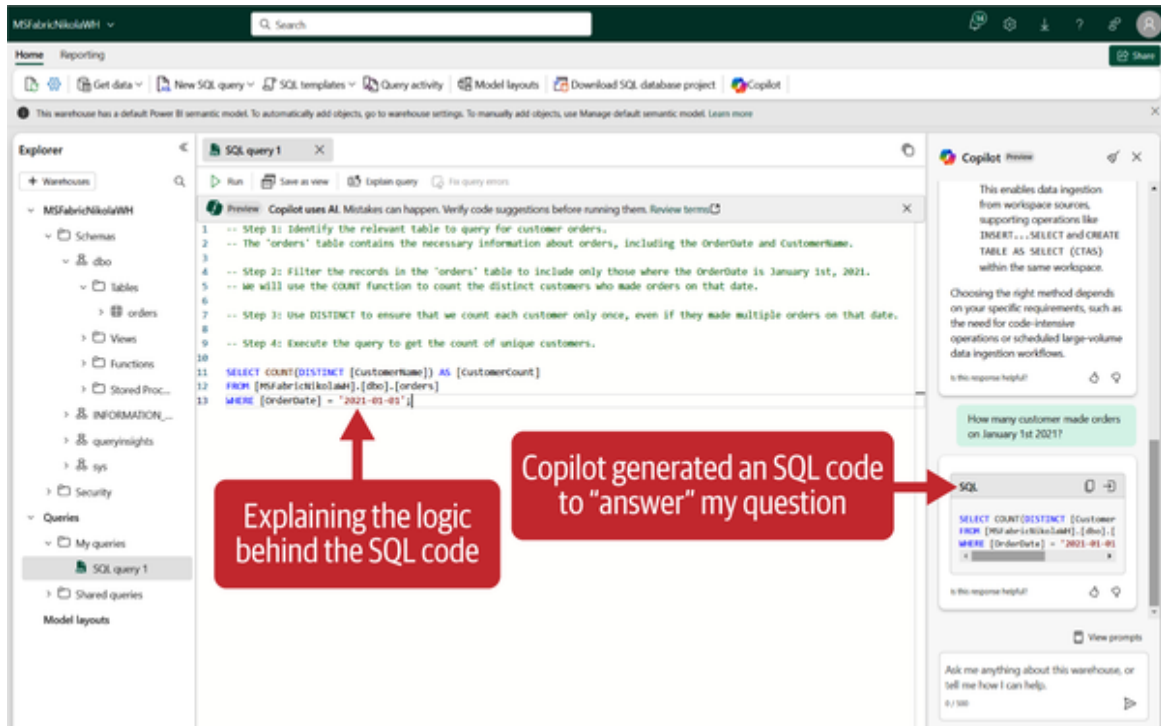 MSFabricNikolaWH
Search
Home Reporting
Share
Get data New SQL query SQL templates Query activity Model layouts Download SQL database project Copilot
This warehouse has a default Power BI semantic model. To automatically add objects, go to warehouse settings. To manually add objects, use Manage default semantic model. Learn more
Explorer
+ Warehouses
MSFabricNikolaWH
Schemas
dbo
Tables
orders
Views
Functions
Stored Proc...
INFORMATION_...
queryinsights
sys
Security
Queries
My queries
SQL query 1
Shared queries
Model layouts
SQL query 1
Run Save as view Explain query Fix query errors
Preview Copilot uses AI. Mistakes can happen. Verify code suggestions before running them. Review terms
1 -- Step 1: Identify the relevant table to query for customer orders.
2 -- The 'orders' table contains the necessary information about orders, including the OrderDate and CustomerName.
3
4 -- Step 2: Filter the records in the 'orders' table to include only those where the OrderDate is January 1st, 2021.
5 -- We will use the COUNT function to count the distinct customers who made orders on that date.
6
7 -- Step 3: Use DISTINCT to ensure that we count each customer only once, even if they made multiple orders on that date.
8
9 -- Step 4: Execute the query to get the count of unique customers.
10
11 SELECT COUNT(DISTINCT [CustomerName]) AS [CustomerCount]
12 FROM [MSFabricNikolaWH].[dbo].[orders]
13 WHERE [OrderDate] = '2021-01-01';
Explaining the logic
behind the SQL code
Copilot generated an SQL code
to “answer” my question
Copilot Preview
This enables data ingestion
from workspace sources,
supporting operations like
INSERT...SELECT and CREATE
TABLE AS SELECT (CTAS)
within the same workspace.
Choosing the right method depends
on your specific requirements, such as
the need for code-intensive
operations or scheduled large-volume
data ingestion workflows.
Is this response helpful?
How many customer made orders
on January 1st 2021?
SQL
SELECT COUNT(DISTINCT [Customer
FROM [MSFabricNikolaWH].[dbo].[
WHERE [OrderDate] = '2021-01-01
Is this response helpful?
View prompts
Ask me anything about this warehouse, or
tell me how I can help.
0 / 500